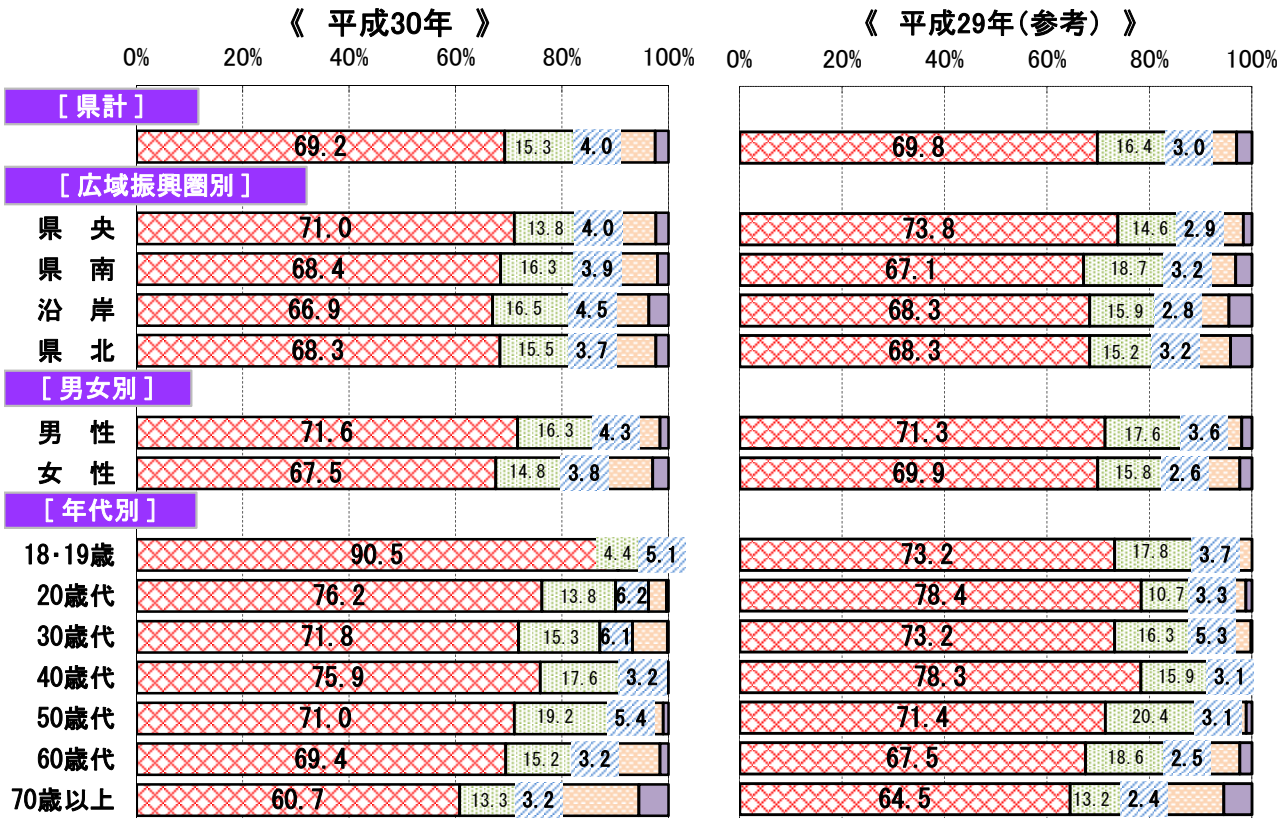 《 平成30年 》 《 平成29年(参考) 》
0% 20% 40% 60% 80% 100% 0% 20% 40% 60% 80% 100%
[ 県計 ]
69.2 15.3 4.0 69.8 16.4 3.0
[ 広域振興圏別 ]
県 央 71.0 13.8 4.0 73.8 14.6 2.9
県 南 68.4 16.3 3.9 67.1 18.7 3.2
沿 岸 66.9 16.5 4.5 68.3 15.9 2.8
県 北 68.3 15.5 3.7 68.3 15.2 3.2
[ 男女別 ]
男 性 71.6 16.3 4.3 71.3 17.6 3.6
女 性 67.5 14.8 3.8 69.9 15.8 2.6
[ 年代別 ]
18・19歳 90.5 4.4 5.1 73.2 17.8 3.7
20歳代 76.2 13.8 6.2 78.4 10.7 3.3
30歳代 71.8 15.3 6.1 73.2 16.3 5.3
40歳代 75.9 17.6 3.2 78.3 15.9 3.1
50歳代 71.0 19.2 5.4 71.4 20.4 3.1
60歳代 69.4 15.2 3.2 67.5 18.6 2.5
70歳以上 60.7 13.3 3.2 64.5 13.2 2.4